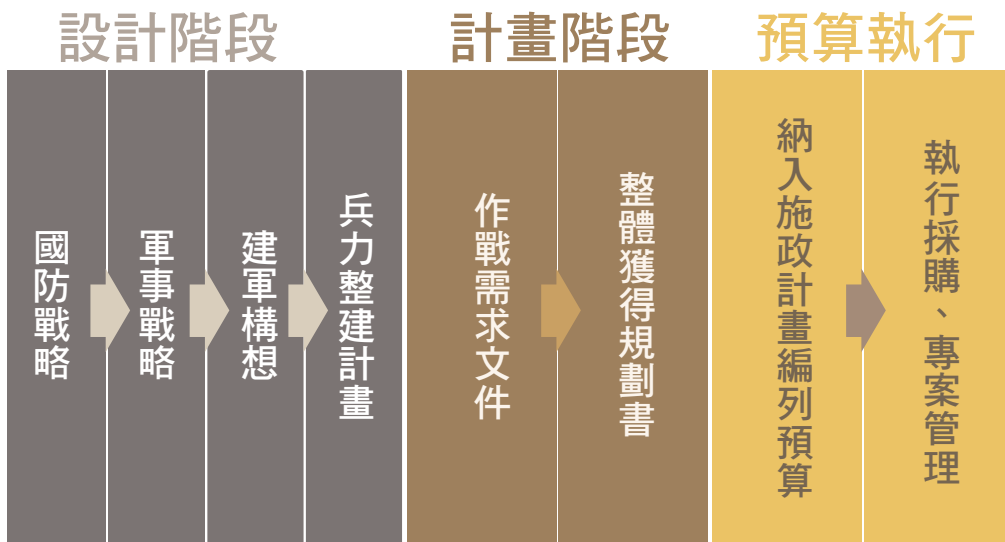 設計階段
計畫階段
預算執行
國防戰略
軍事戰略
建軍構想
兵力整建計畫
作戰需求文件
整體獲得規劃書
納入施政計畫編列預算
執行採購、專案管理